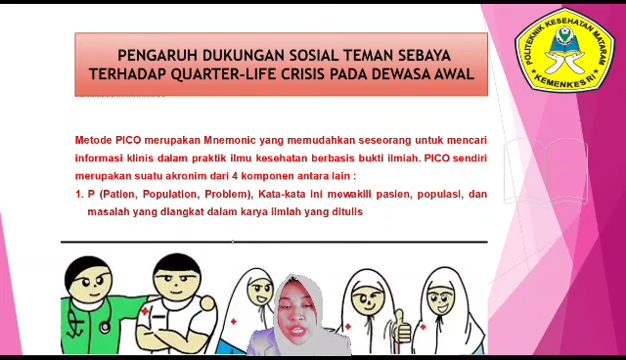 PENGARUH DUKUNGAN SOSIAL TEMAN SEBAYA
TERHADAP QUARTER-LIFE CRISIS PADA DEWASA AWAL
POLITEKNIK KESEHATAN MATARAM
KEMENKES RI
Metode PICO merupakan Mnemonic yang memudahkan seseorang untuk mencari
informasi klinis dalam praktik ilmu kesehatan berbasis bukti ilmiah. PICO sendiri
merupakan suatu akronim dari 4 komponen antara lain :
1. P (Patien, Population, Problem), Kata-kata ini mewakili pasien, populasi, dan
masalah yang diangkat dalam karya ilmiah yang ditulis